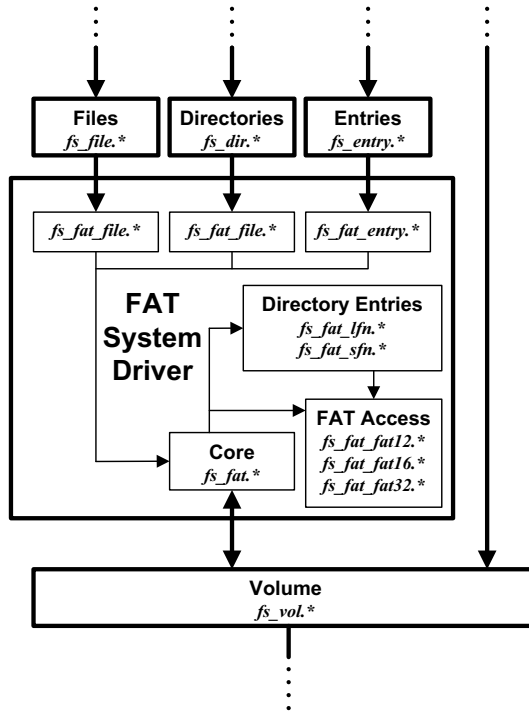 Files
fs_file.*
Directories
fs_dir.*
Entries
fs_entry.*
fs_fat_file.*
fs_fat_file.*
fs_fat_entry.*
FAT
System
Driver
Directory Entries
fs_fat_lfn.*
fs_fat_sfn.*
FAT Access
fs_fat_fat12.*
fs_fat_fat16.*
fs_fat_fat32.*
Core
fs_fat.*
Volume
fs_vol.*